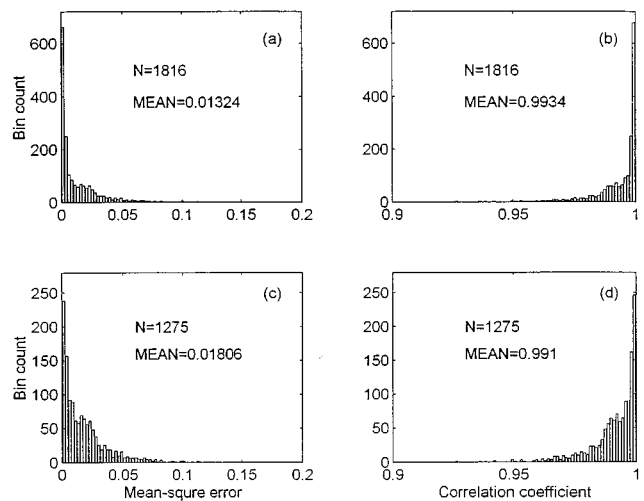 (a)
N=1816
MEAN=0.01324
Bin count
600
400
200
0
0 0.05 0.1 0.15 0.2
(b)
N=1816
MEAN=0.9934
600
400
200
0
0.9 0.95 1
(c)
N=1275
MEAN=0.01806
Bin count
250
200
150
100
50
0
0 0.05 0.1 0.15 0.2
Mean-squre error
(d)
N=1275
MEAN=0.991
250
200
150
100
50
0
0.9 0.95 1
Correlation coefficient